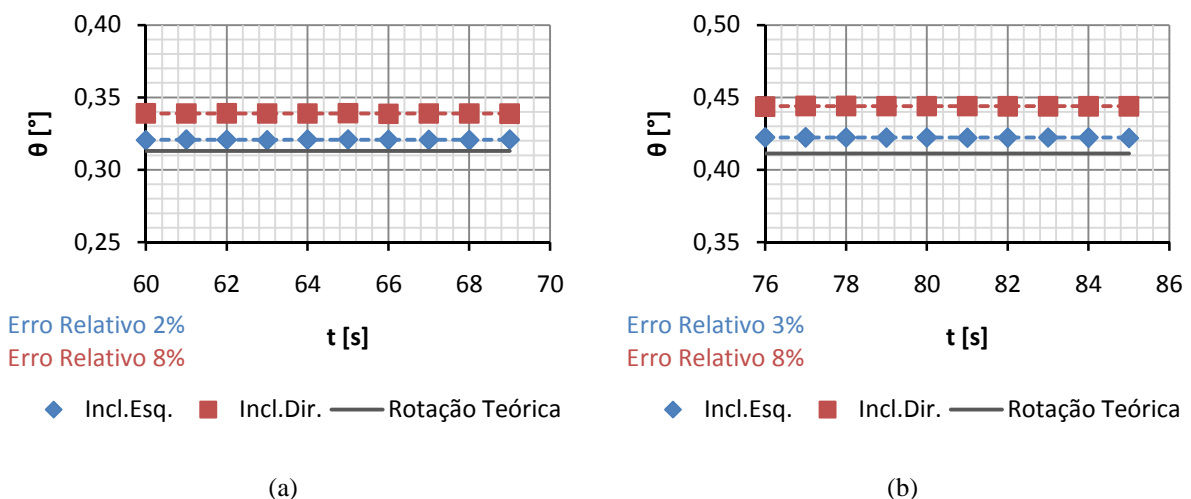 0,40
0,35
0,30
0,25
θ [°]
60 62 64 66 68 70
t [s]
Erro Relativo 2%
Erro Relativo 8%
Incl.Esq. Incl.Dir. Rotação Teórica
(a)
0,50
0,45
0,40
0,35
θ [°]
76 78 80 82 84 86
t [s]
Erro Relativo 3%
Erro Relativo 8%
Incl.Esq. Incl.Dir. Rotação Teórica
(b)